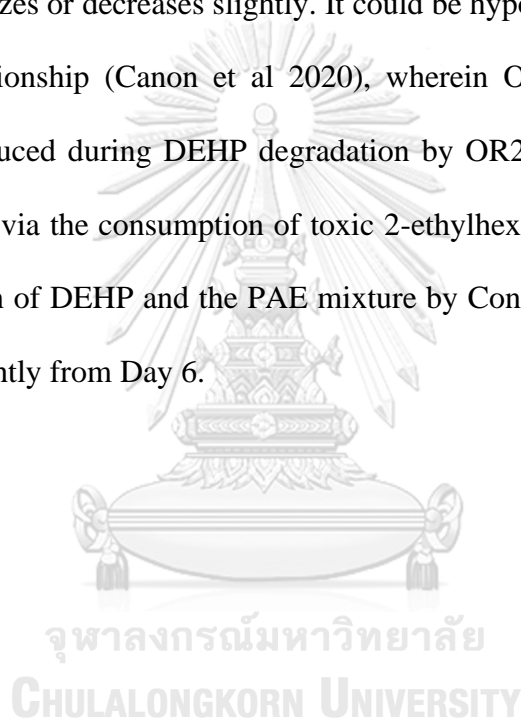 zes or decreases slightly. It could be hypo
ionship (Canon et al 2020), wherein O
uced during DEHP degradation by OR2
via the consumption of toxic 2-ethylhex
n of DEHP and the PAE mixture by Con
ntly from Day 6.
จุฬาลงกรณ์มหาวิทยาลัย
CHULALONGKORN UNIVERSITY